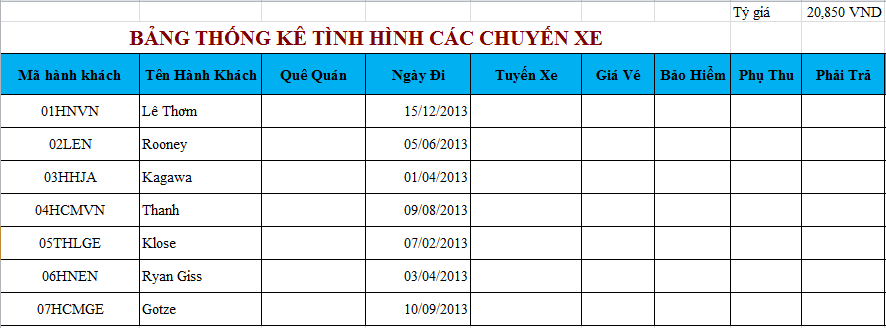 Tỷ giá 20,850 VND
BẢNG THỐNG KÊ TÌNH HÌNH CÁC CHUYẾN XE
Mã hành khách Tên Hành Khách Quê Quán Ngày Đi Tuyến Xe Giá Vé Bảo Hiểm Phụ Thu Phải Trả
01HNVN Lê Thơm 15/12/2013
02LEN Rooney 05/06/2013
03HHJA Kagawa 01/04/2013
04HCMVN Thanh 09/08/2013
05THLGE Klose 07/02/2013
06HNEN Ryan Giss 03/04/2013
07HCMGE Gotze 10/09/2013